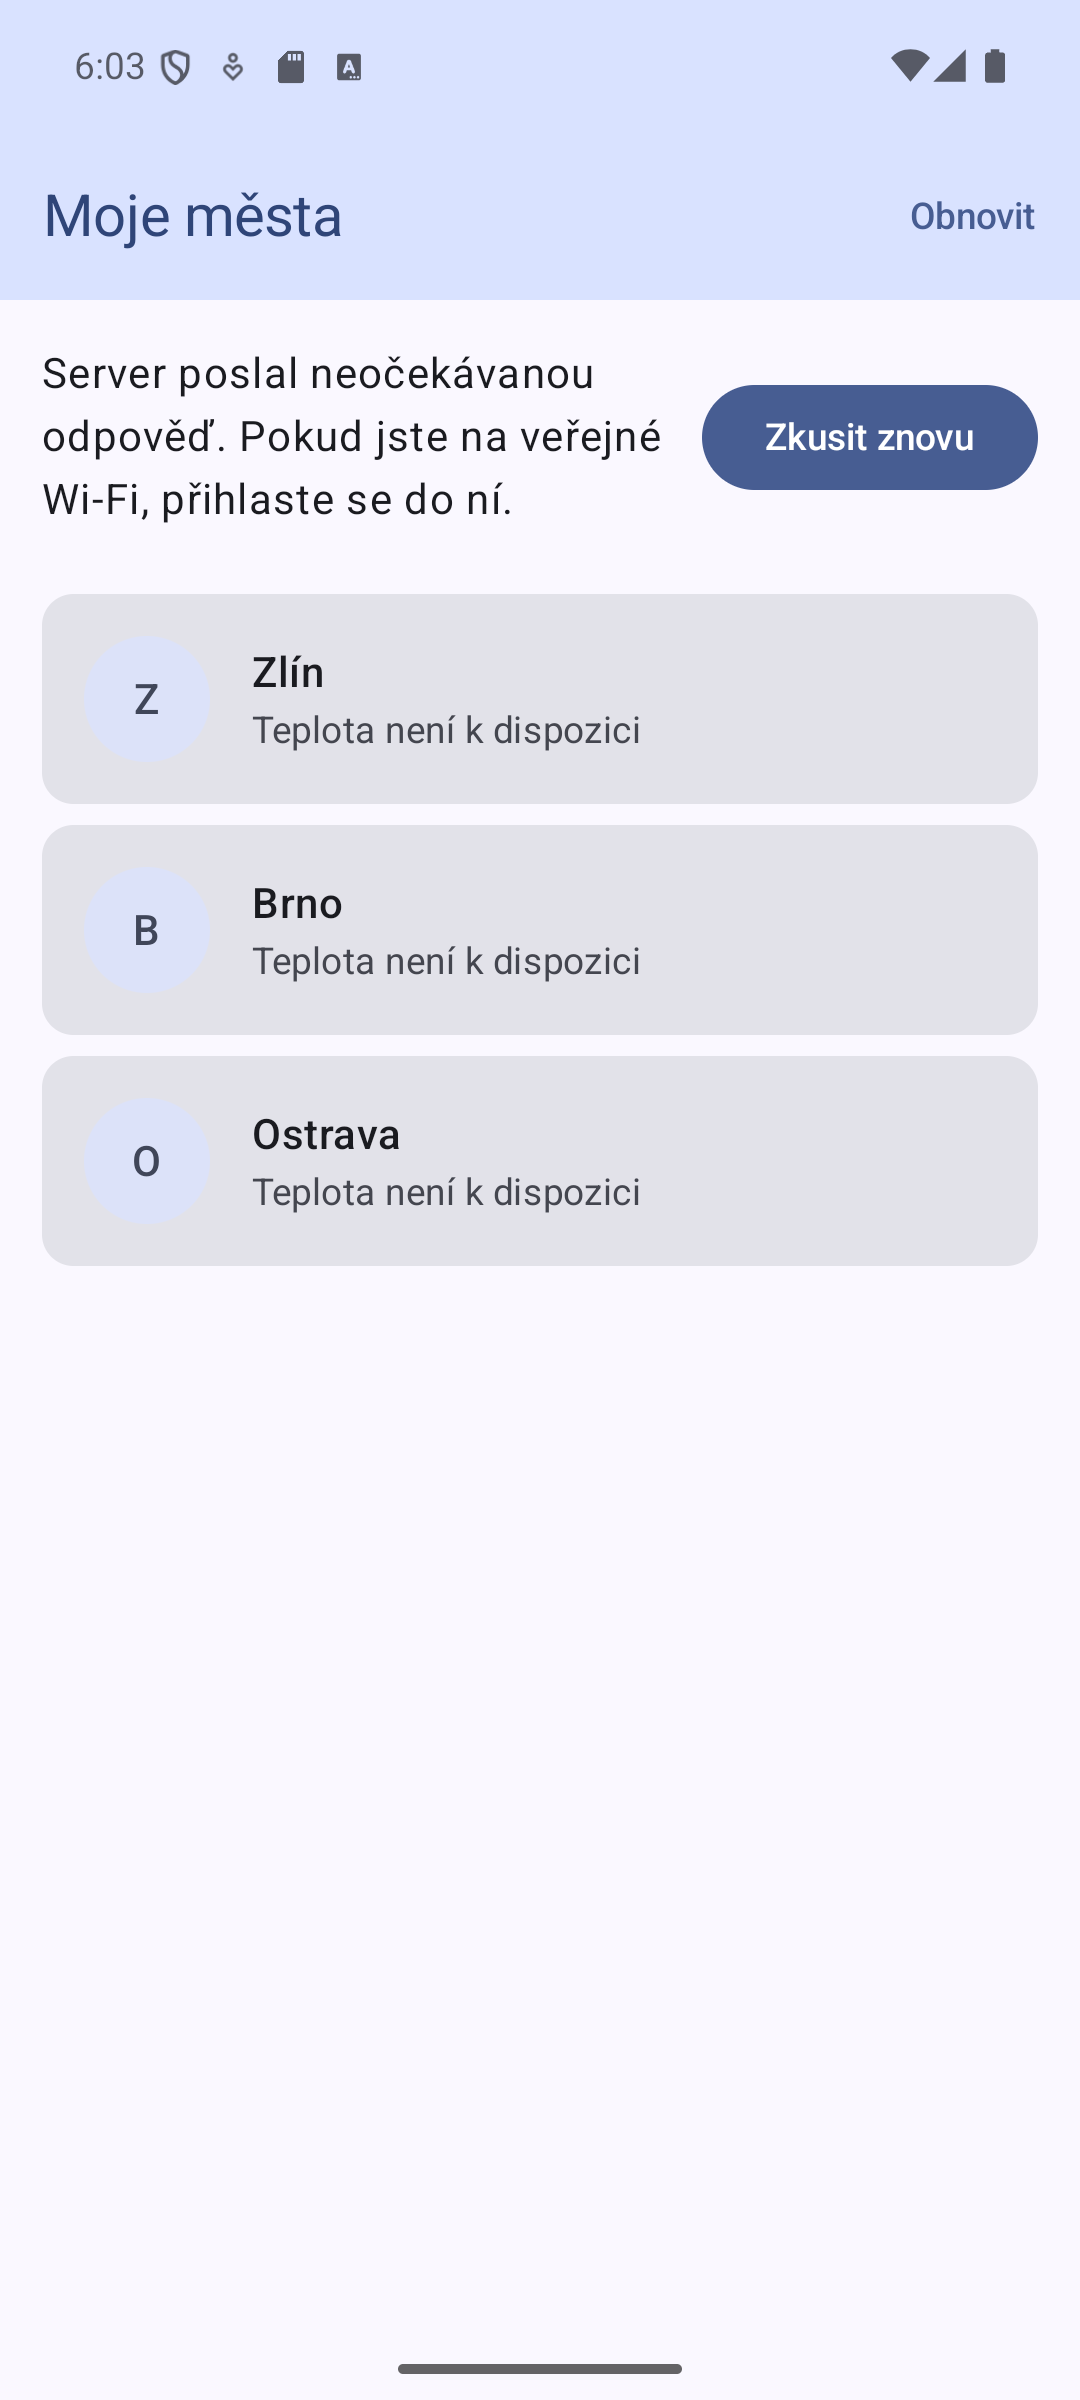 6:03
Moje města
Obnovit
Server poslal neočekávanou
odpověď. Pokud jste na veřejné
Wi-Fi, přihlaste se do ní.
Zkusit znovu
Z
Zlín
Teplota není k dispozici
B
Brno
Teplota není k dispozici
O
Ostrava
Teplota není k dispozici